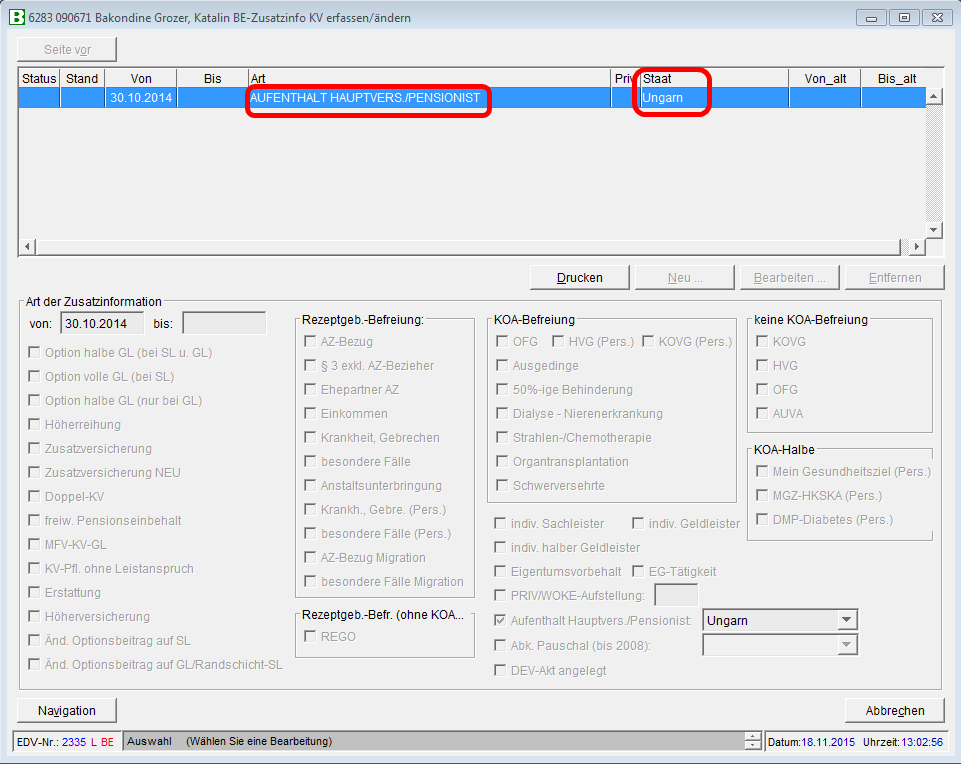 B 6283 090671 Bakondine Grozer, Katalin BE-Zusatzinfo KV erfassen/ändern
Seite vor
Status Stand Von Bis Art Priv Staat Von_alt Bis_alt
30.10.2014 AUFENTHALT HAUPTVERS./PENSIONIST Ungarn
Drucken Neu ... Bearbeiten ... Entfernen
Art der Zusatzinformation
von: 30.10.2014 bis:
Option halbe GL (bei SL u. GL)
Option volle GL (bei SL)
Option halbe GL (nur bei GL)
Höherreihung
Zusatzversicherung
Zusatzversicherung NEU
Doppel-KV
freiw. Pensionseinbehalt
MFV-KV-GL
KV-Pfl. ohne Leistanspruch
Erstattung
Höherversicherung
Änd. Optionsbeitrag auf SL
Änd. Optionsbeitrag auf GL/Randschicht-SL
Rezeptgeb.-Befreiung:
AZ-Bezug
§ 3 exkl. AZ-Bezieher
Ehepartner AZ
Einkommen
Krankheit, Gebrechen
besondere Fälle
Anstaltsunterbringung
Krankh., Gebre. (Pers.)
besondere Fälle (Pers.)
AZ-Bezug Migration
besondere Fälle Migration
Rezeptgeb.-Befr. (ohne KOA...
REGO
KOA-Befreiung
OFG HVG (Pers.) KOVG (Pers.)
Ausgedinge
50%-ige Behinderung
Dialyse - Nierenerkrankung
Strahlen-/Chemotherapie
Organtransplantation
Schwerversehrte
indiv. Sachleister indiv. Geldleister
indiv. halber Geldleister
Eigentumsvorbehalt EG-Tätigkeit
PRIV/WOKE-Aufstellung:
Aufenthalt Hauptvers./Pensionist: Ungarn
Abk. Pauschal (bis 2008):
DEV-Akt angelegt
keine KOA-Befreiung
KOVG
HVG
OFG
AUVA
KOA-Halbe
Mein Gesundheitsziel (Pers.)
MGZ-HKSKA (Pers.)
DMP-Diabetes (Pers.)
Navigation Abbrechen
EDV-Nr.: 2335 L BE Auswahl (Wählen Sie eine Bearbeitung) Datum:18.11.2015 Uhrzeit:13:02:56